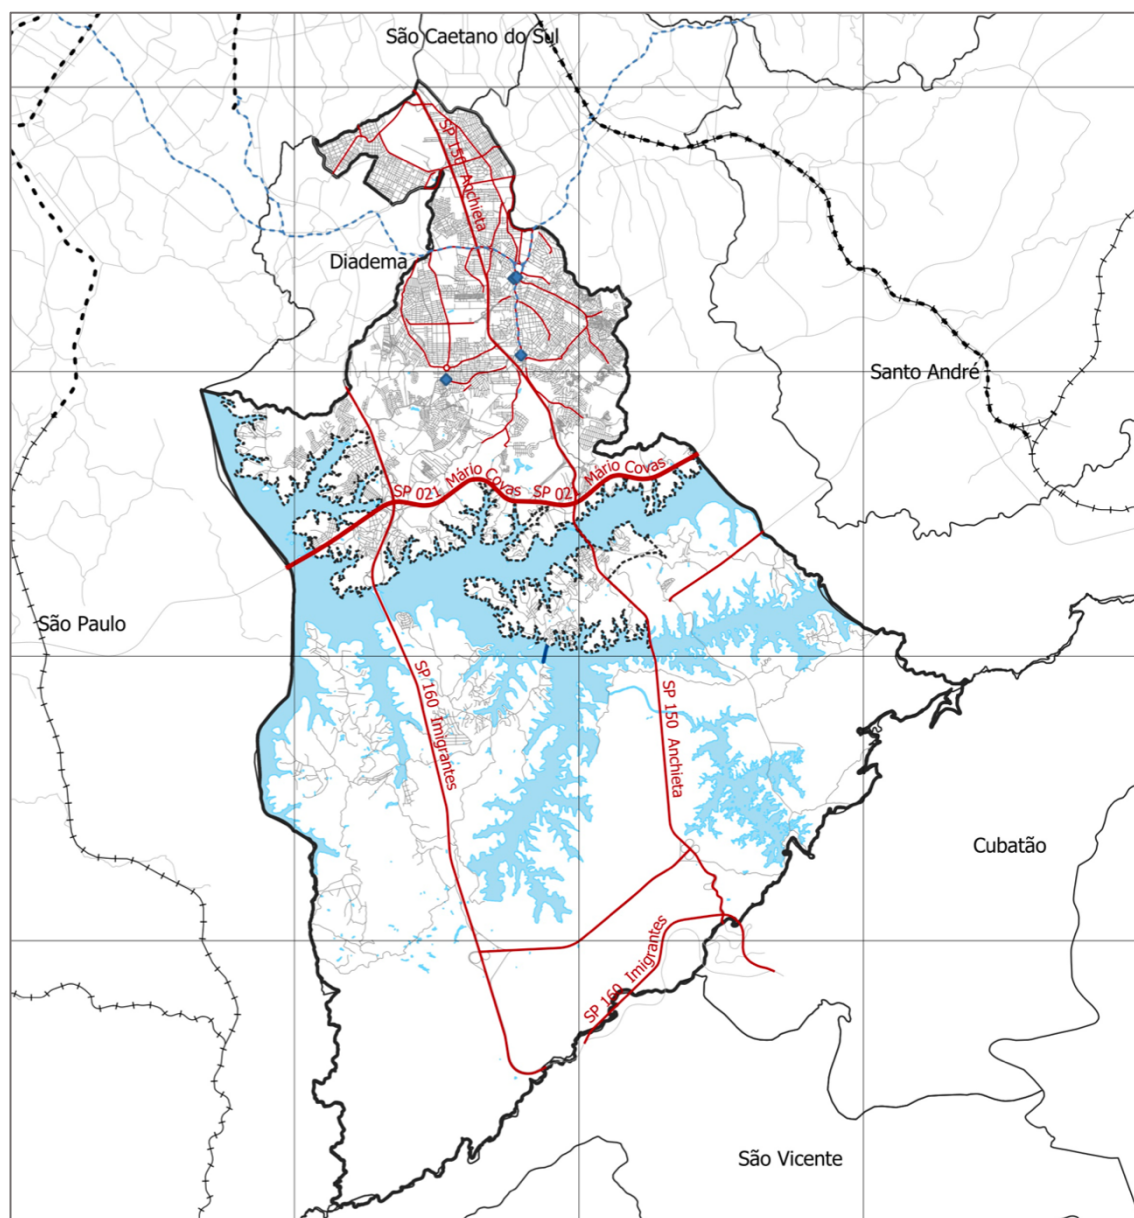 São Caetano do Sul
SP 150 Anchieta
Diadema
Santo André
SP 021 Mário Covas
SP 021 Mário Covas
São Paulo
SP 160 Imigrantes
SP 150 Anchieta
Cubatão
SP 160 Imigrantes
São Vicente